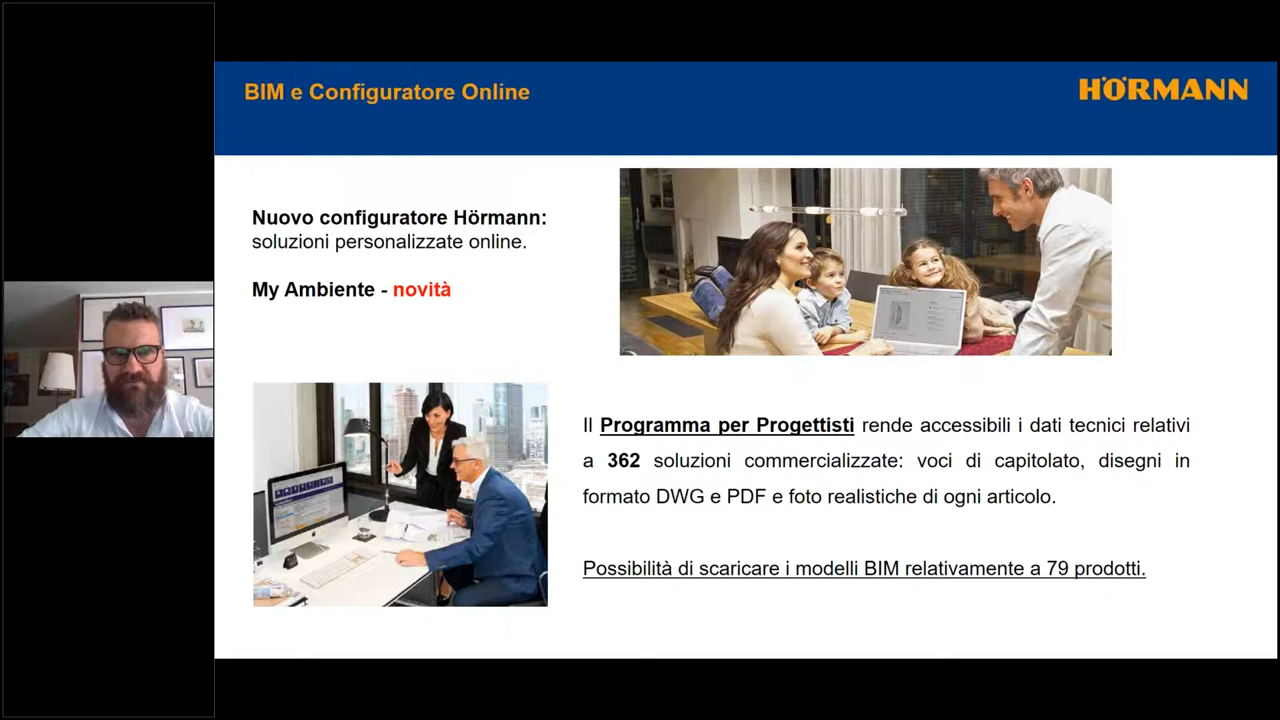 BIM e Configuratore Online
HÖRMANN
Nuovo configuratore Hörmann:
soluzioni personalizzate online.
My Ambiente - novità
Il Programma per Progettisti rende accessibili i dati tecnici relativi
a 362 soluzioni commercializzate: voci di capitolato, disegni in
formato DWG e PDF e foto realistiche di ogni articolo.
Possibilità di scaricare i modelli BIM relativamente a 79 prodotti.